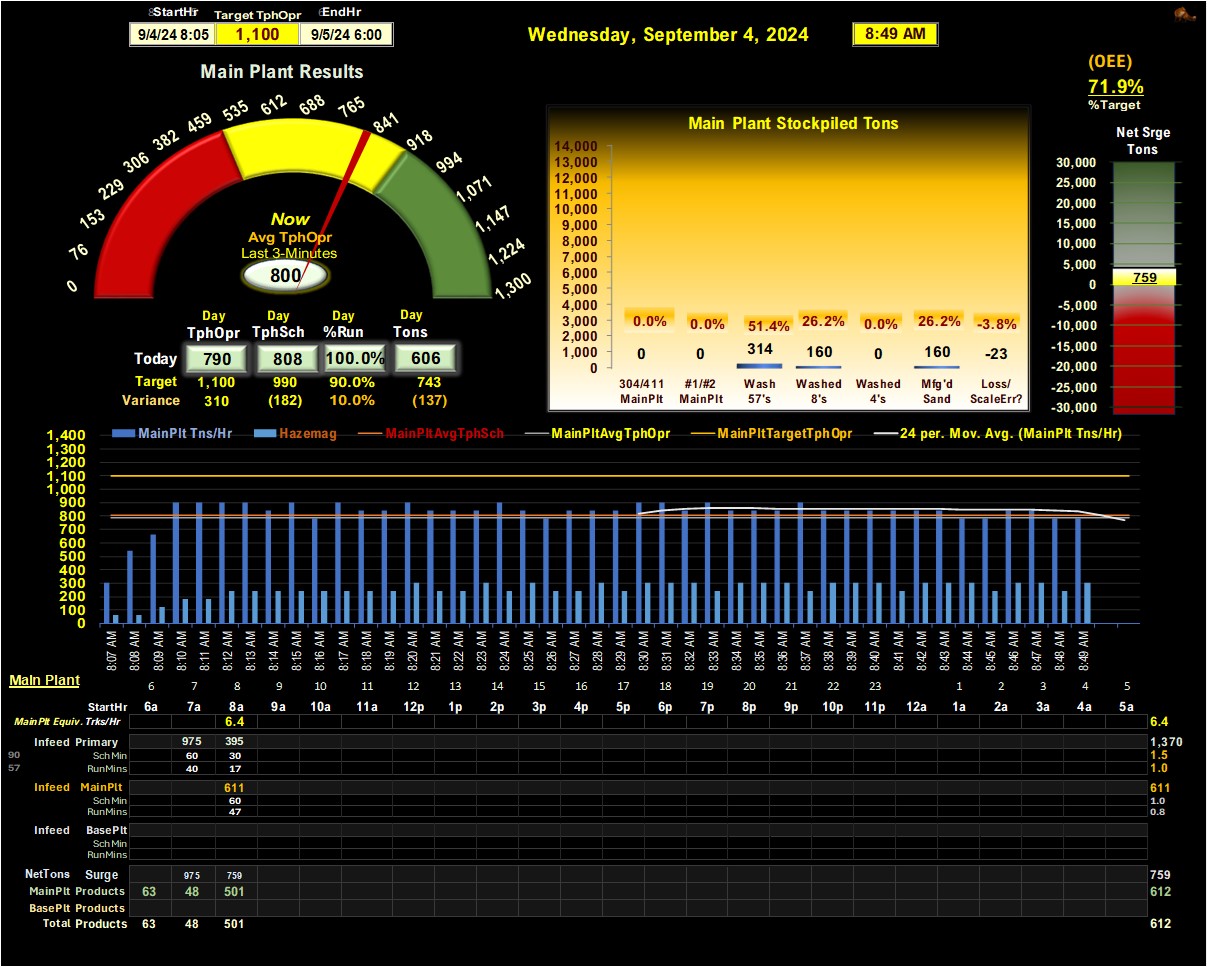 StartHr Target TphOpr EndHr
9/4/24 8:05 1,100 9/5/24 6:00
Wednesday, September 4, 2024 8:49 AM
(OEE)
71.9%
%Target
Main Plant Results
0 76 153 229 306 382 459 535 612 688 765 841 918 994 1,071 1,147 1,224 1,300
Now
Avg TphOpr
Last 3-Minutes
800
Day Day Day Day
TphOpr TphSch %Run Tons
Today 790 808 100.0% 606
Target 1,100 990 90.0% 743
Variance 310 (182) 10.0% (137)
Main Plant Stockpiled Tons
14,000
13,000
12,000
11,000
10,000
9,000
8,000
7,000
6,000
5,000
4,000
3,000
2,000
1,000
0
0.0% 0.0% 51.4% 26.2% 0.0% 26.2% -3.8%
0 0 314 160 0 160 -23
304/411 #1/#2 Wash Washed Washed Mfg'd Loss/
MainPlt MainPlt 57's 8's 4's Sand ScaleErr?
Net Srge
Tons
30,000
25,000
20,000
15,000
10,000
5,000
759
0
-5,000
-10,000
-15,000
-20,000
-25,000
-30,000
MainPlt Tns/Hr Hazemag MainPltAvgTphSch MainPltAvgTphOpr MainPltTargetTphOpr 24 per. Mov. Avg. (MainPlt Tns/Hr)
1,400
1,300
1,200
1,100
1,000
900
800
700
600
500
400
300
200
100
0
8:07 AM 8:08 AM 8:09 AM 8:10 AM 8:11 AM 8:12 AM 8:13 AM 8:14 AM 8:15 AM 8:16 AM 8:17 AM 8:18 AM 8:19 AM 8:20 AM 8:21 AM 8:22 AM 8:23 AM 8:24 AM 8:25 AM 8:26 AM 8:27 AM 8:28 AM 8:29 AM 8:30 AM 8:31 AM 8:32 AM 8:33 AM 8:34 AM 8:35 AM 8:36 AM 8:37 AM 8:38 AM 8:39 AM 8:40 AM 8:41 AM 8:42 AM 8:43 AM 8:44 AM 8:45 AM 8:46 AM 8:47 AM 8:48 AM 8:49 AM
Main Plant
6 7 8 9 10 11 12 13 14 15 16 17 18 19 20 21 22 23 1 2 3 4 5
StartHr 6a 7a 8a 9a 10a 11a 12p 1p 2p 3p 4p 5p 6p 7p 8p 9p 10p 11p 12a 1a 2a 3a 4a 5a
MainPlt Equiv. Trks/Hr 6.4 6.4
Infeed Primary 975 395 1,370
90 Sch Min 60 30 1.5
57 RunMins 40 17 1.0
Infeed MainPlt 611 611
Sch Min 60 1.0
RunMins 47 0.8
Infeed BasePlt
Sch Min
RunMins
NetTons Surge 975 759 759
MainPlt Products 63 48 501 612
BasePlt Products
Total Products 63 48 501 612